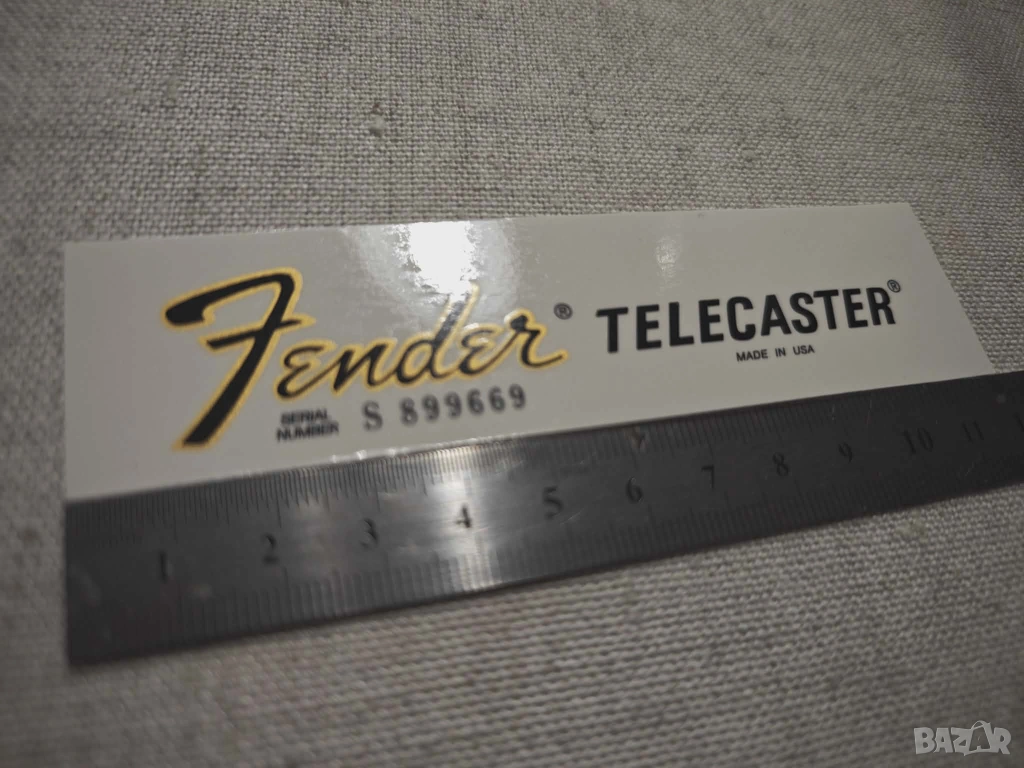 Fender®
SERIAL
NUMBER
S 899669
TELECASTER®
MADE IN USA
1 2 3 4 5 6 7 8 9 10 11
BAZAR